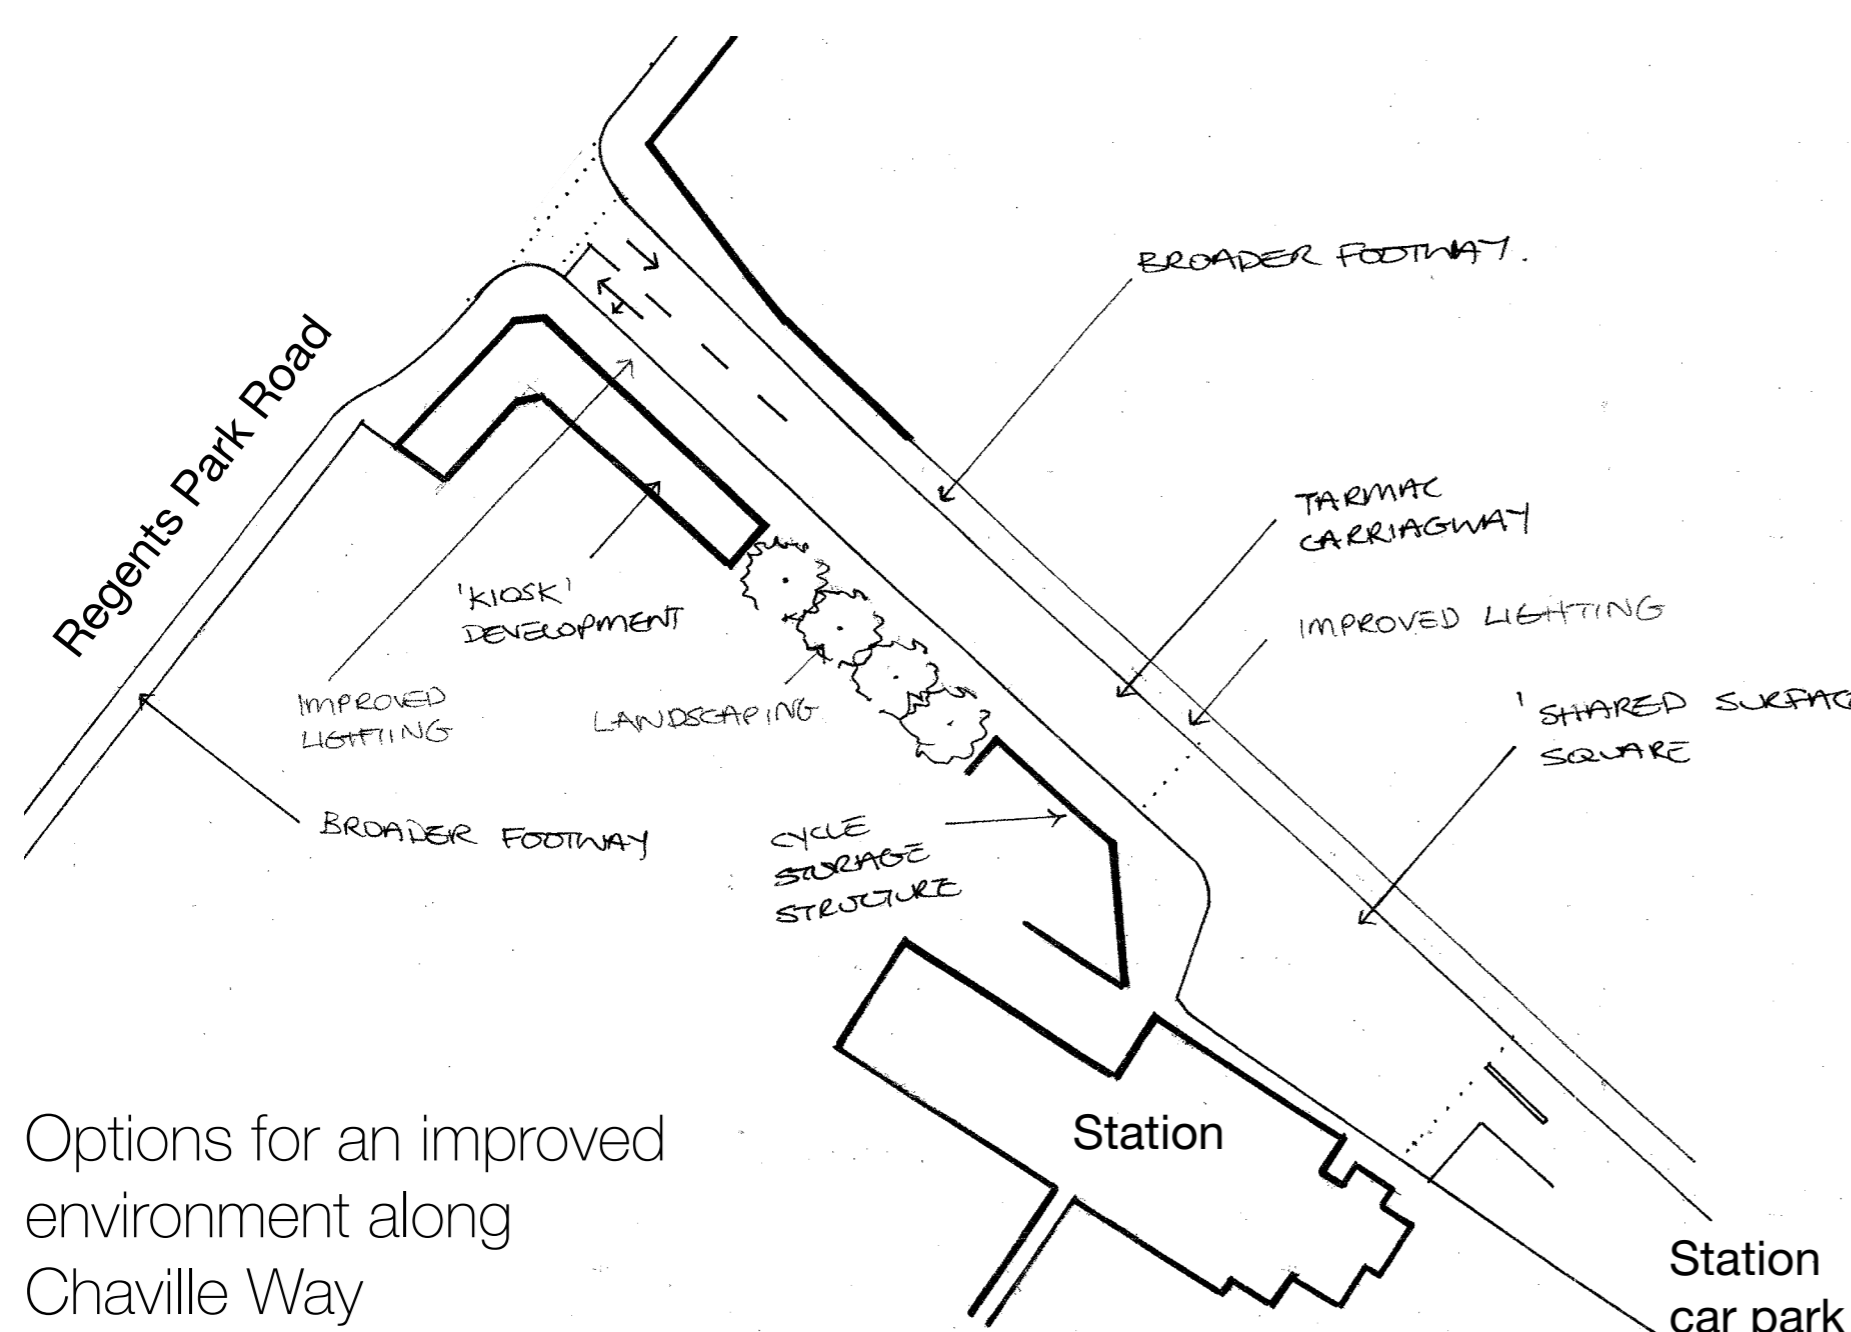 BROADER FOOTWAY.
Regents Park Road
TARMAC
CARRIAGWAY
'KIOSK'
DEVELOPMENT
IMPROVED LIGHTING
IMPROVED
LIGHTING
LANDSCAPING
' SHARED SURFAC
SQUARE
BROADER FOOTWAY
CYCLE
STORAGE
STRUCTURE
Station
Options for an improved
environment along
Chaville Way
Station
car park